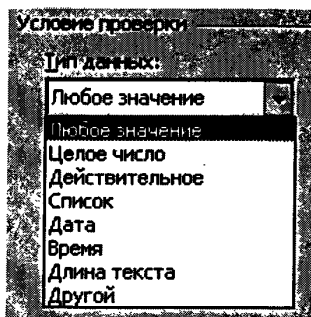 Условие проверки
Тип данных:
Любое значение
Любое значение
Целое число
Действительное
Список
Дата
Время
Длина текста
Другой